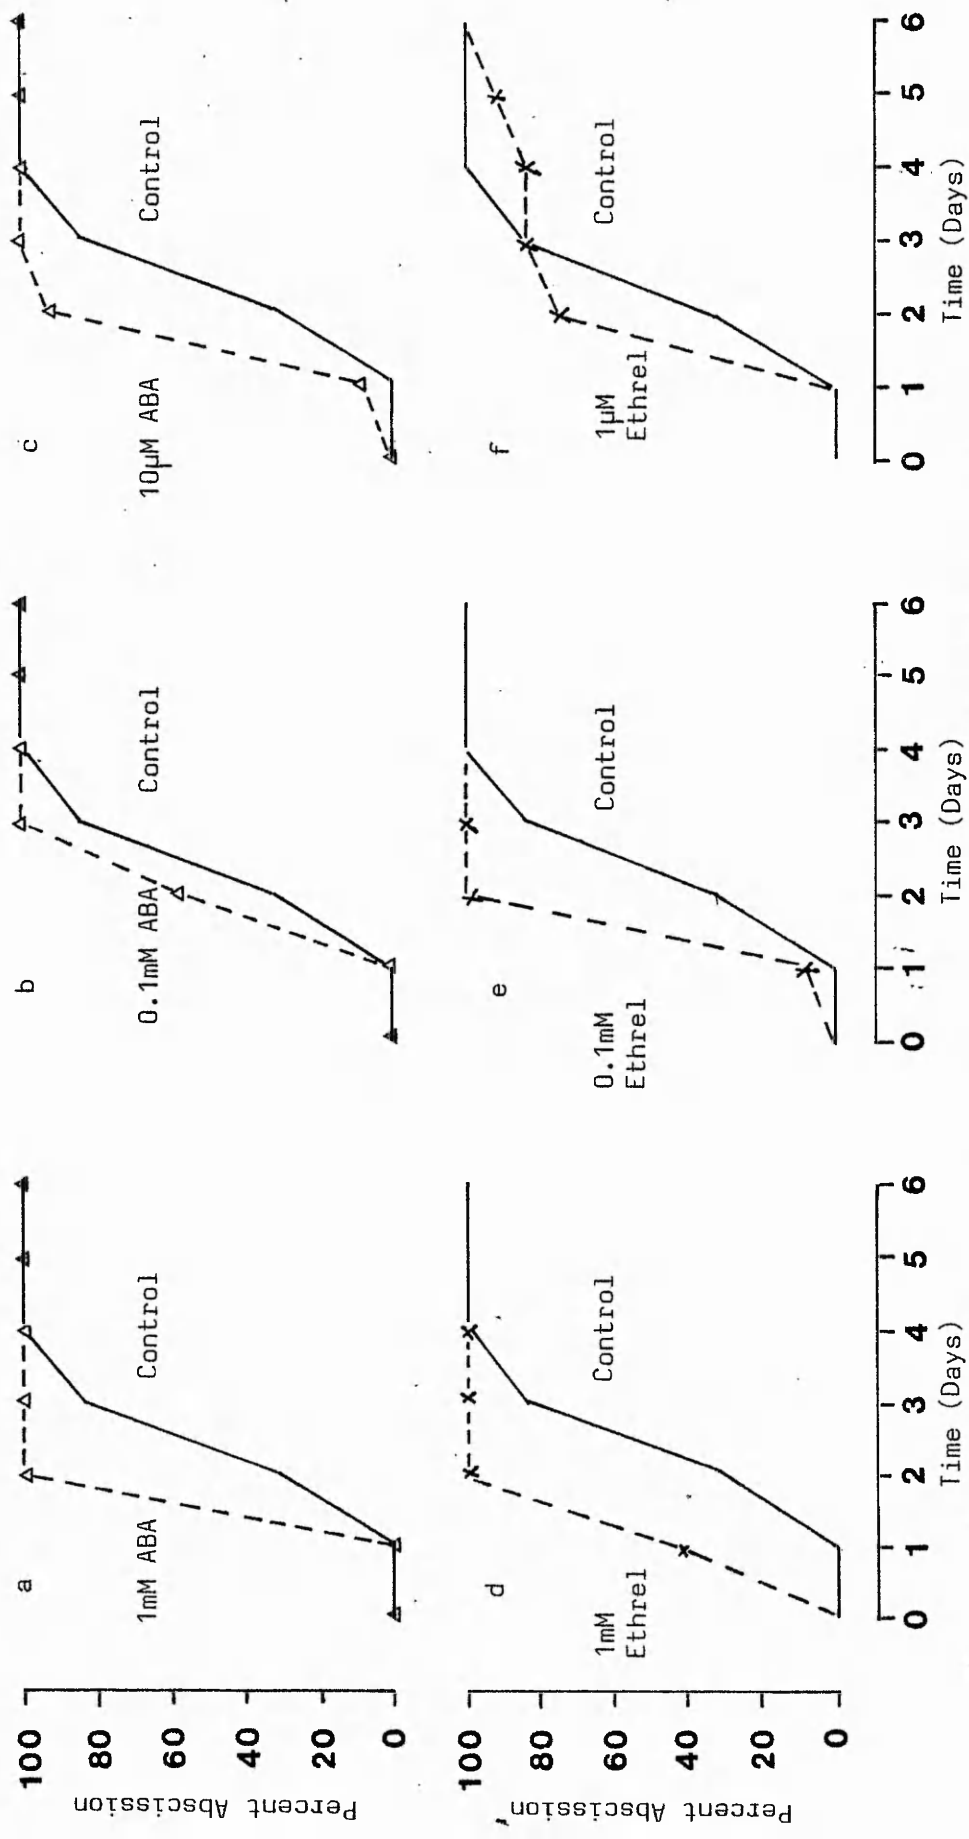 Percent Abscission
100
80
60
40
20
0
a
1mM ABA
Control
b
0.1mM ABA
Control
c
10µM ABA
Control
Percent Abscission
100
80
60
40
20
0
d
1mM
Ethrel
Control
e
0.1mM
Ethrel
Control
f
1µM
Ethrel
Control
0 1 2 3 4 5 6
Time (Days)
0 1 2 3 4 5 6
Time (Days)
0 1 2 3 4 5 6
Time (Days)